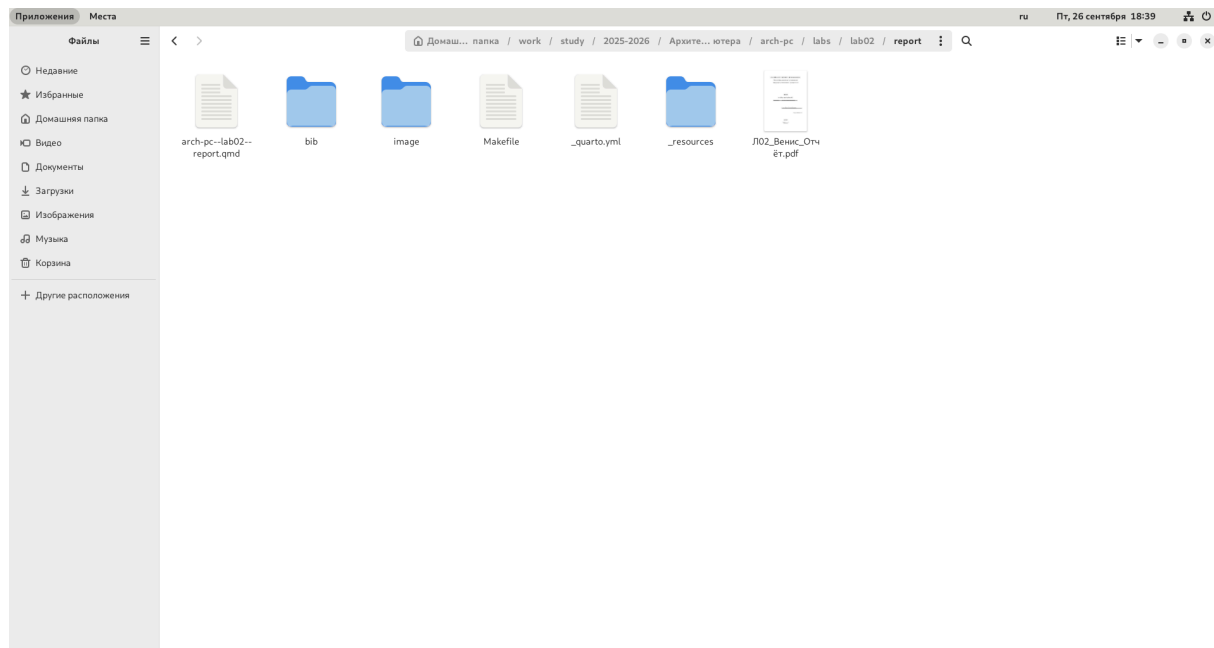 Приложения Места ru Пт, 26 сентября 18:39
Файлы
Домаш... папка / work / study / 2025-2026 / Архите... ютера / arch-pc / labs / lab02 / report
Недавние
Избранные
Домашняя папка
Видео
Документы
Загрузки
Изображения
Музыка
Корзина
Другие расположения
arch-pc--lab02--
report.qmd
bib
image
Makefile
_quarto.yml
_resources
Л02_Венис_Отч
ёт.pdf